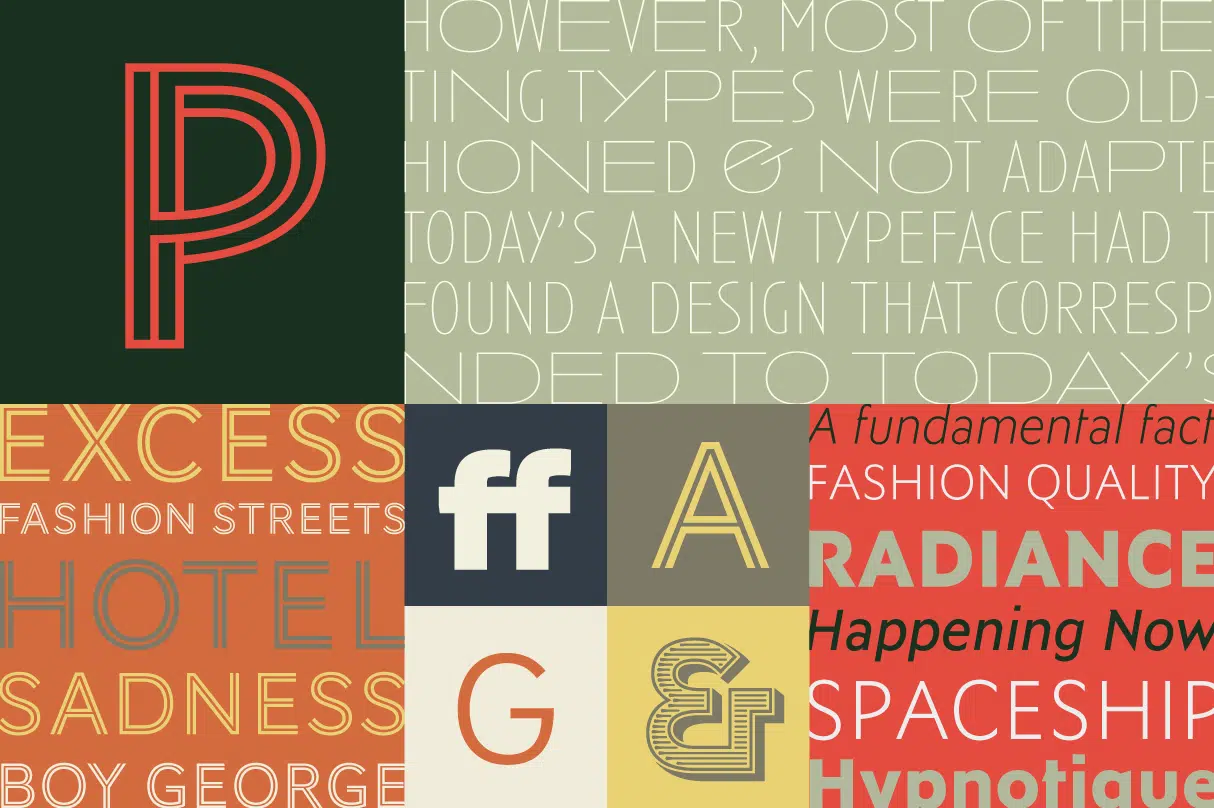 P
HOWEVER, MOST OF THE
TING TYPES WERE OLD-
HIONED & NOT ADAPTE
TODAY’S A NEW TYPEFACE HAD T
FOUND A DESIGN THAT CORRESP
NDED TO TODAY’S
EXCESS
FASHION STREETS
HOTEL
SADNESS
BOY GEORGE
ff
A
G
&
A fundamental fact
FASHION QUALITY
RADIANCE
Happening Now
SPACESHIP
Hypnotique